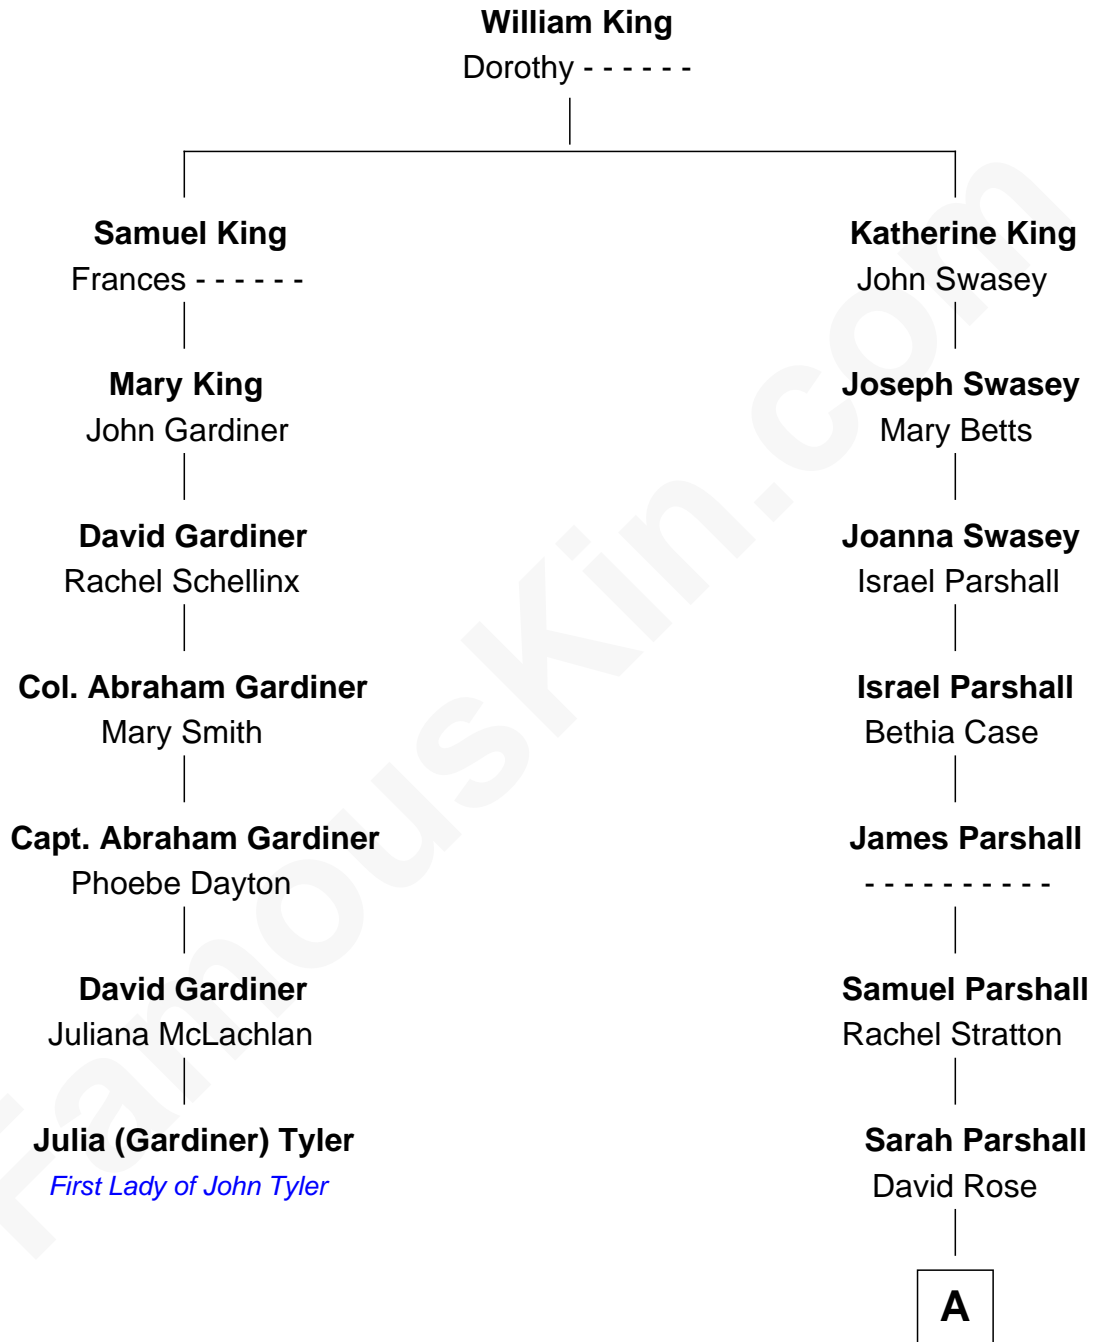 William King
Dorothy - - - - - -
Samuel King
Frances - - - - - -
Katherine King
John Swasey
Mary King
John Gardiner
Joseph Swasey
Mary Betts
David Gardiner
Rachel Schellinx
Joanna Swasey
Israel Parshall
Col. Abraham Gardiner
Mary Smith
Israel Parshall
Bethia Case
Capt. Abraham Gardiner
Phoebe Dayton
James Parshall
- - - - - - - - - -
David Gardiner
Juliana McLachlan
Samuel Parshall
Rachel Stratton
Julia (Gardiner) Tyler
First Lady of John Tyler
Sarah Parshall
David Rose
A
FamousKin.com